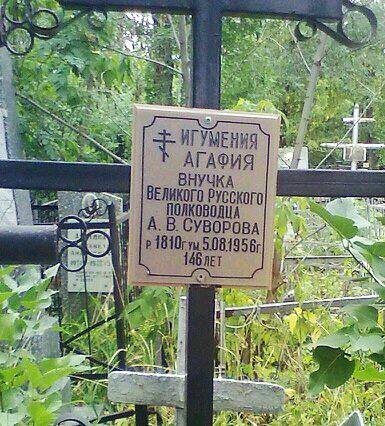 ИГУМЕНИЯ
АГАФИЯ
ВНУЧКА
ВЕЛИКОГО РУССКОГО
ПОЛКОВОДЦА
А. В. СУВОРОВА
р 1810г ум 5.08.1956г.
146 ЛЕТ